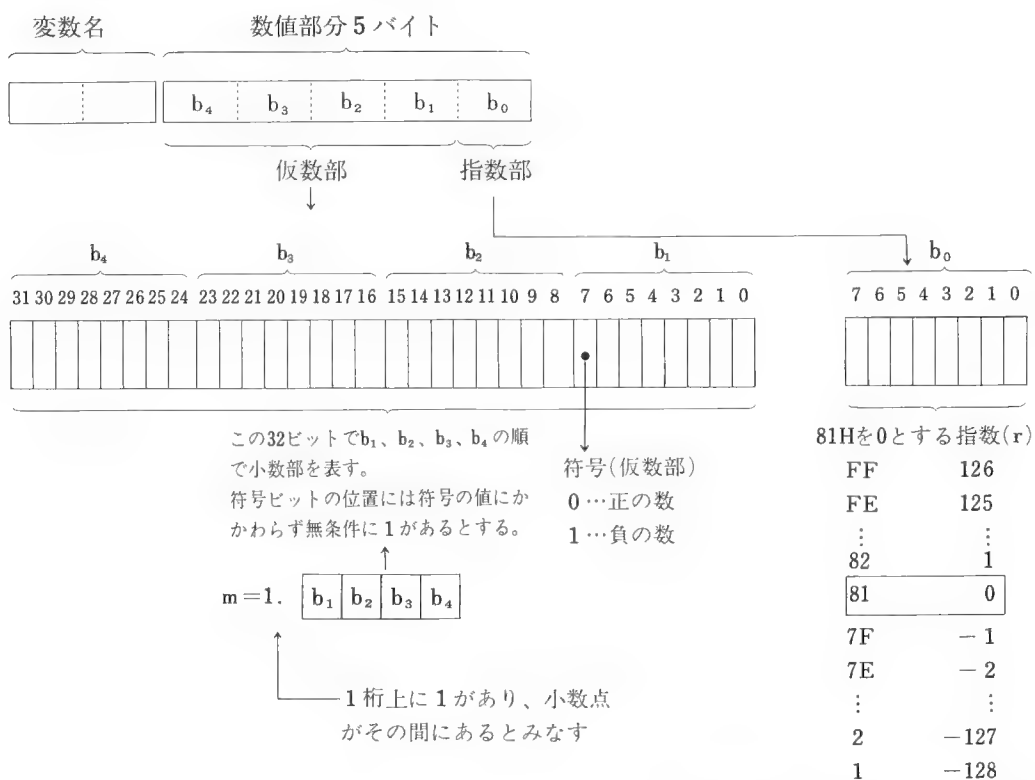 変数名 数値部分5バイト
b₄ b₃ b₂ b₁ b₀
仮数部 指数部
b₄ b₃ b₂ b₁ b₀
31 30 29 28 27 26 25 24 23 22 21 20 19 18 17 16 15 14 13 12 11 10 9 8 7 6 5 4 3 2 1 0 7 6 5 4 3 2 1 0
この32ビットでb₁、b₂、b₃、b₄の順
で小数部を表す。
符号ビットの位置には符号の値にか
かわらず無条件に1があるとする。
符号(仮数部)
0…正の数
1…負の数
m=1. b₁ b₂ b₃ b₄
1桁上に1があり、小数点
がその間にあるとみなす
81Hを0とする指数(r)
FF 126
FE 125
⋮ ⋮
82 1
81 0
7F −1
7E −2
⋮ ⋮
2 −127
1 −128